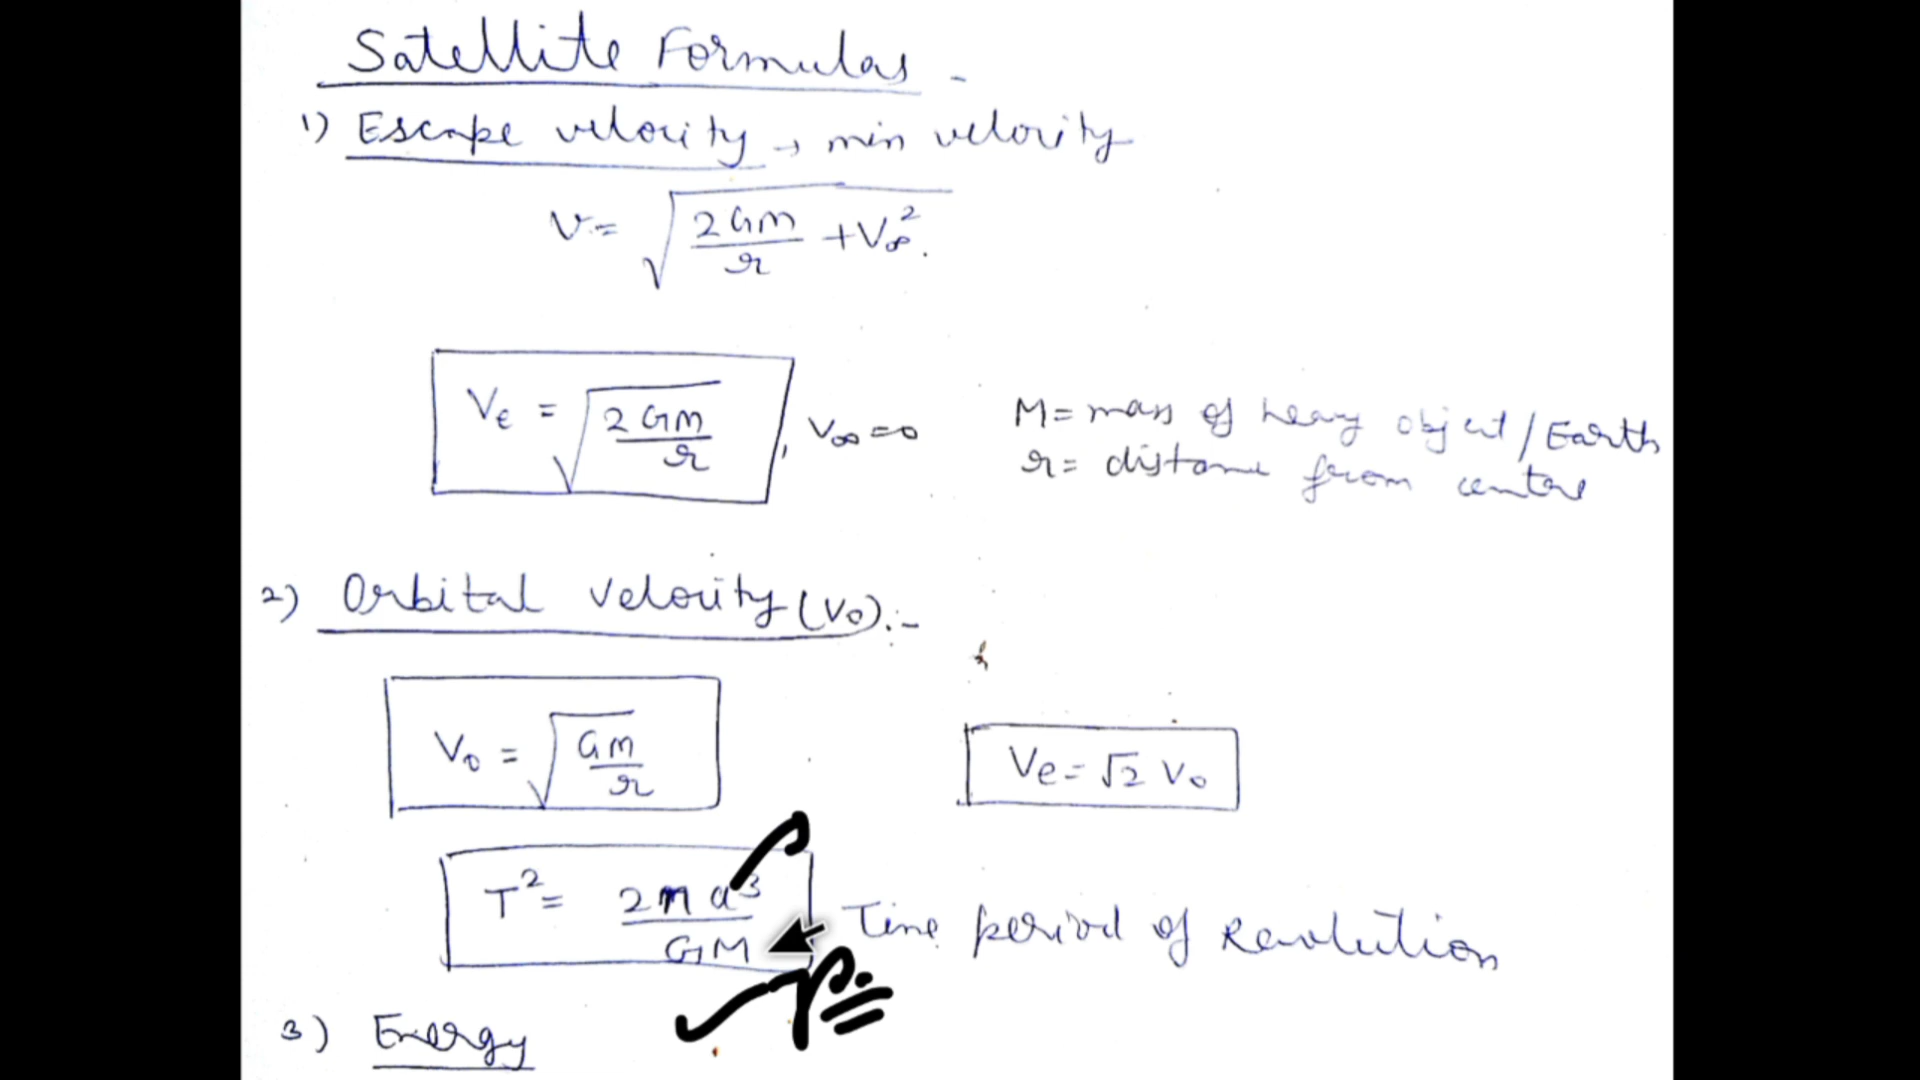 Satellite Formulas -
1) Escape velocity → min velocity
V = √(2GM/r + V∞²)
Ve = √(2GM/r) , V∞ = 0
M = mass of heavy object/Earth
r = distance from centre
2) Orbital velocity (Vo):-
Vo = √(GM/r)
Ve = √2 Vo
T² = 2π a³/GM
Time period of Revolution
3) Energy